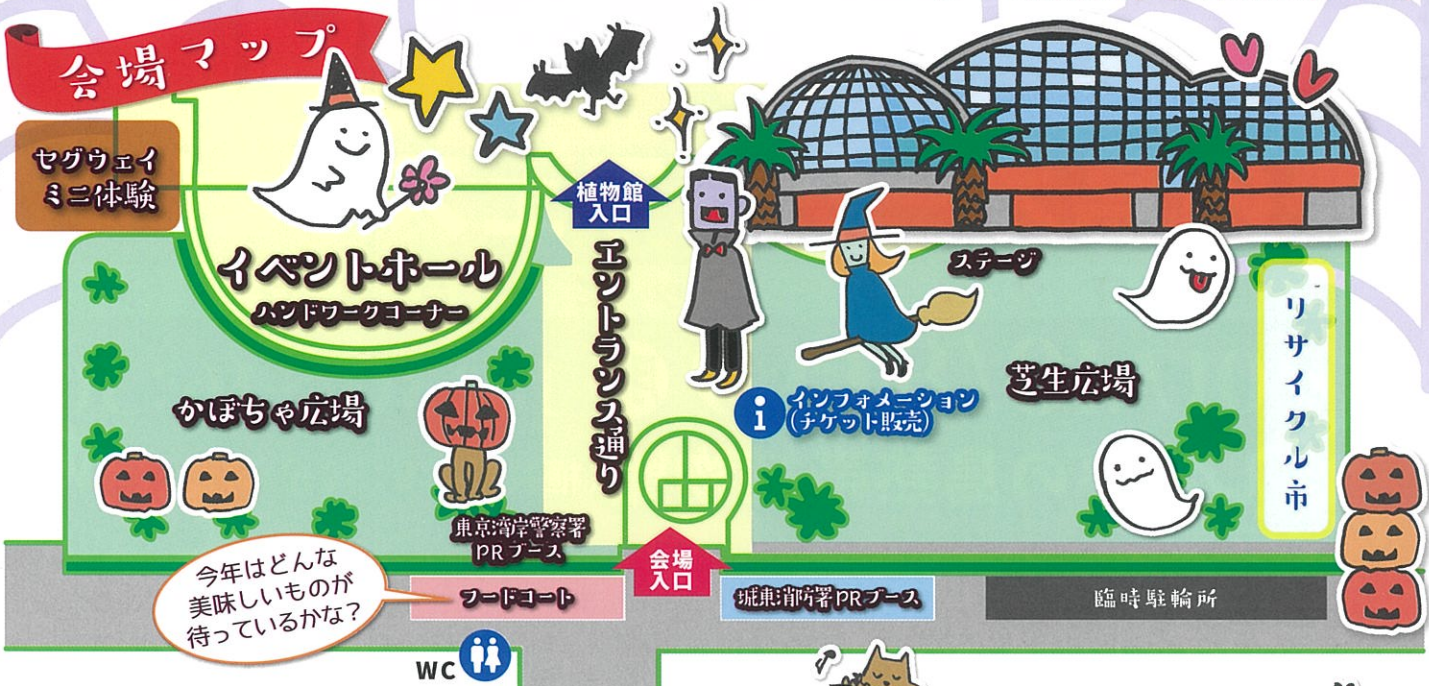 会場マップ
セグウェイ
ミニ体験
植物館
入口
イベントホール
ハンドワークコーナー
エントランス通り
ステージ
リサイクル市
かぼちゃ広場
i インフォメーション
(チケット販売)
芝生広場
東京湾岸警察署
PRブース
会場
入口
今年はどんな
美味しいものが
待っているかな？
フードコート
城東消防署PRブース
臨時駐輪所
WC